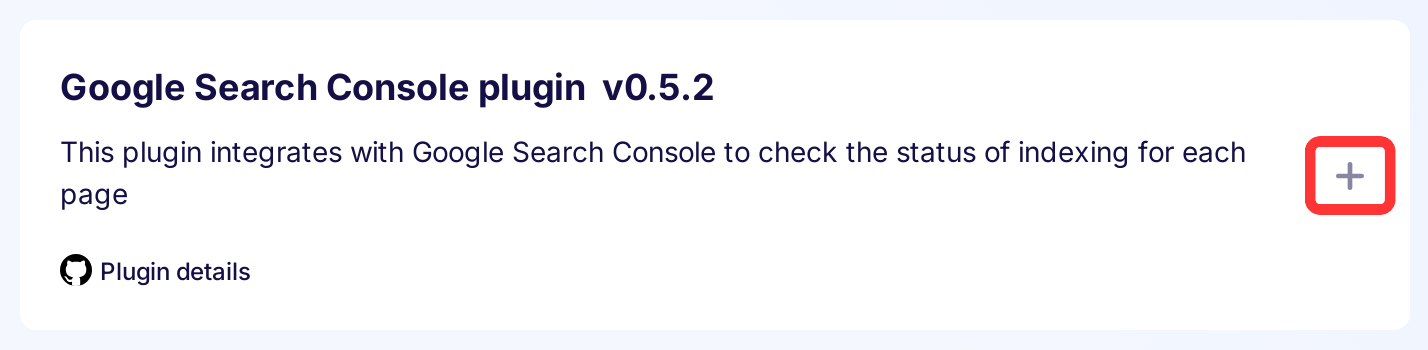 Google Search Console plugin v0.5.2
This plugin integrates with Google Search Console to check the status of indexing for each
page
Plugin details